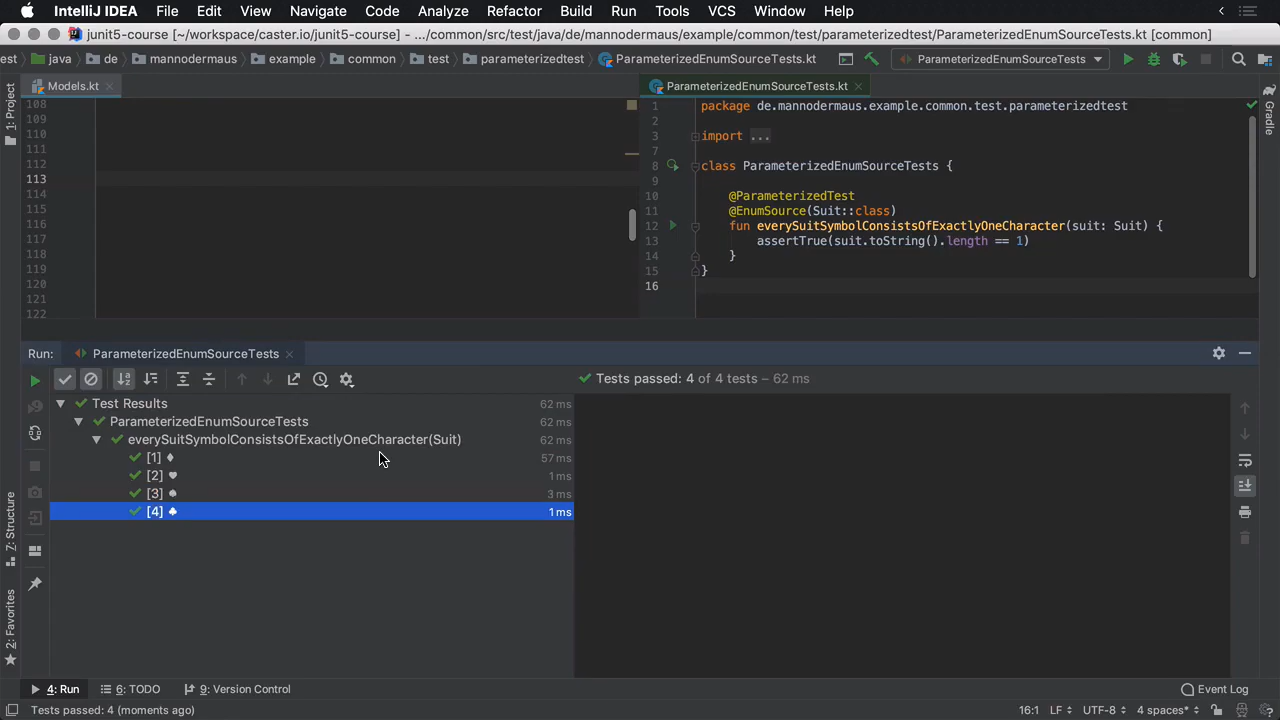 IntelliJ IDEA File Edit View Navigate Code Analyze Refactor Build Run Tools VCS Window Help
junit5-course [~/workspace/caster.io/junit5-course] - .../common/src/test/java/de/mannodermaus/example/common/test/parameterizedtest/ParameterizedEnumSourceTests.kt [common]
est java de mannodermaus example common test parameterizedtest ParameterizedEnumSourceTests.kt ParameterizedEnumSourceTests
1: Project
Models.kt
108
109
110
111
112
113
114
115
116
117
118
119
120
121
122
ParameterizedEnumSourceTests.kt
1 package de.mannodermaus.example.common.test.parameterizedtest
2
3 import ...
7
8 class ParameterizedEnumSourceTests {
9
10 @ParameterizedTest
11 @EnumSource(Suit::class)
12 fun everySuitSymbolConsistsOfExactlyOneCharacter(suit: Suit) {
13 assertTrue(suit.toString().length == 1)
14 }
15 }
16
Gradle
Run: ParameterizedEnumSourceTests
Tests passed: 4 of 4 tests – 62 ms
Test Results 62 ms
ParameterizedEnumSourceTests 62 ms
everySuitSymbolConsistsOfExactlyOneCharacter(Suit) 62 ms
[1] ♦ 57 ms
[2] ♥ 1 ms
[3] ♠ 3 ms
[4] ♣ 1 ms
7: Structure
2: Favorites
4: Run 6: TODO 9: Version Control Event Log
Tests passed: 4 (moments ago) 16:1 LF UTF-8 4 spaces*